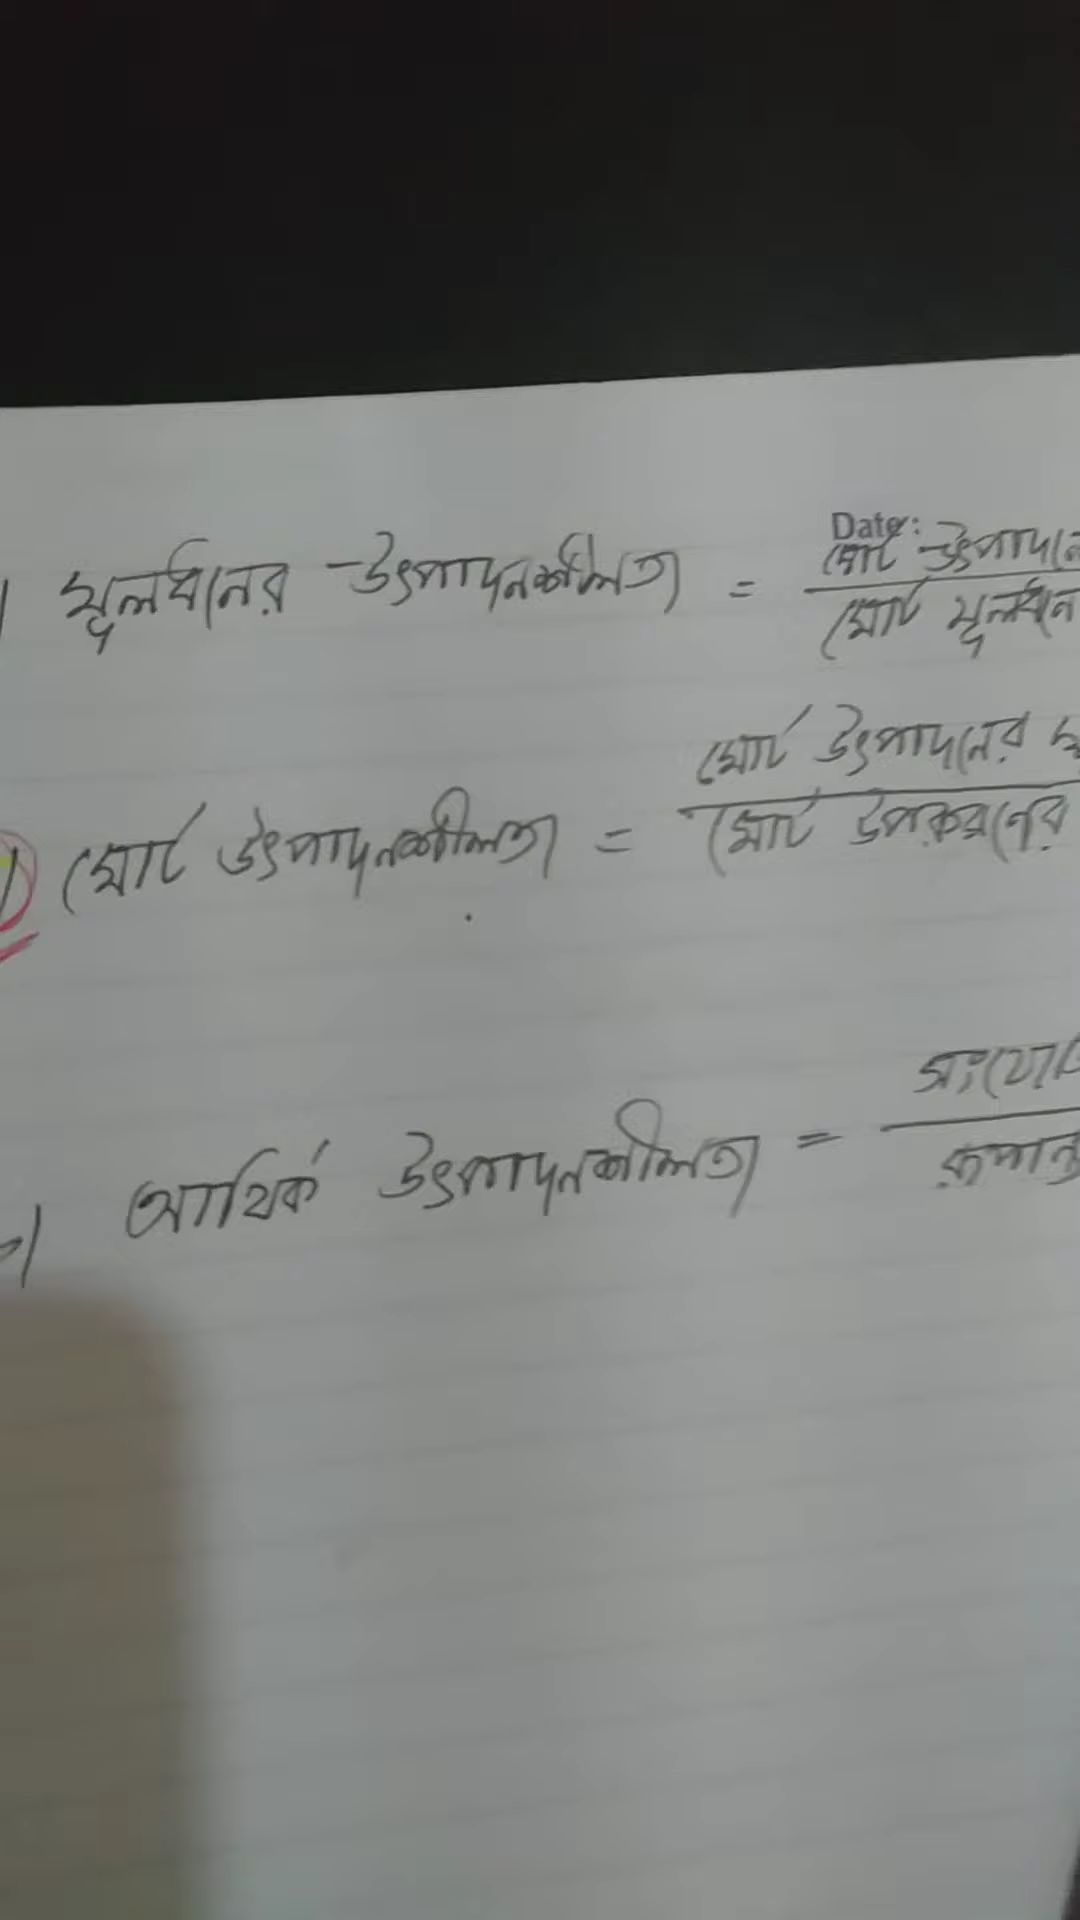 Date:
মূলধনের উৎপাদনশীলতা = মোট উৎপাদনে
মোট মূলধনে
মোট উৎপাদনের
মোট উৎপাদনশীলতা =
মোট উপকরণের
আর্থিক উৎপাদনশীলতা =